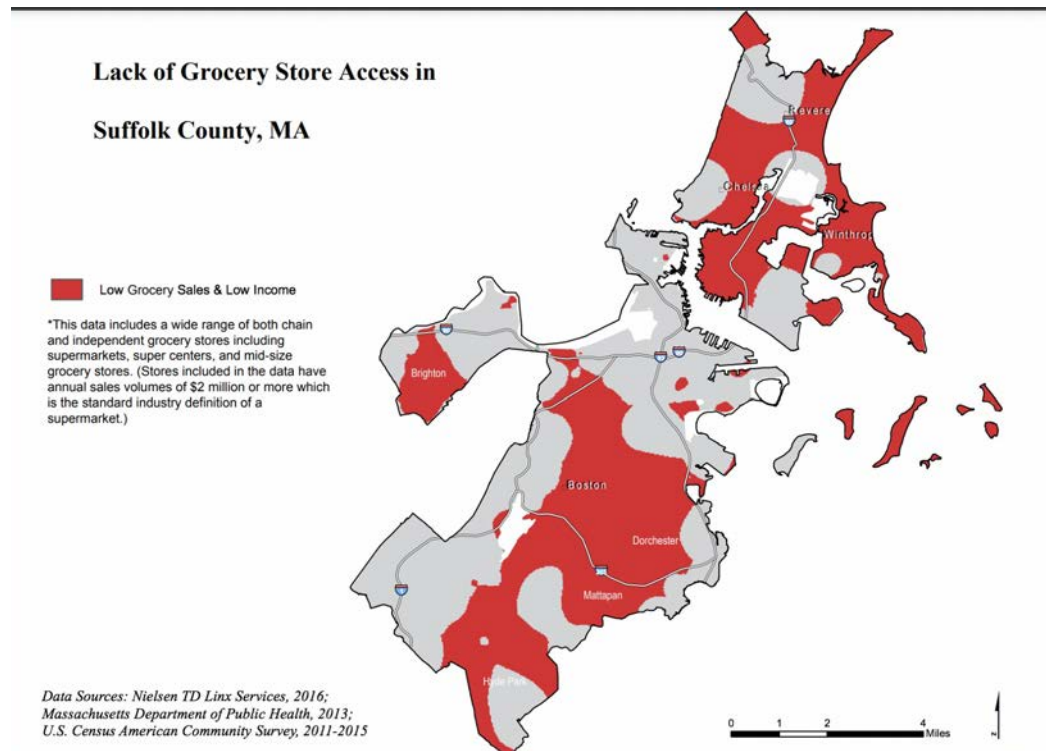 Lack of Grocery Store Access in
Suffolk County, MA
Revere
Chelsea
Winthrop
Low Grocery Sales & Low Income
*This data includes a wide range of both chain
and independent grocery stores including
supermarkets, super centers, and mid-size
grocery stores. (Stores included in the data have
annual sales volumes of $2 million or more which
is the standard industry definition of a
supermarket.)
Brighton
Boston
Dorchester
Mattapan
Hyde Park
Data Sources: Nielsen TD Linx Services, 2016;
Massachusetts Department of Public Health, 2013;
U.S. Census American Community Survey, 2011-2015
0 1 2 4
Miles